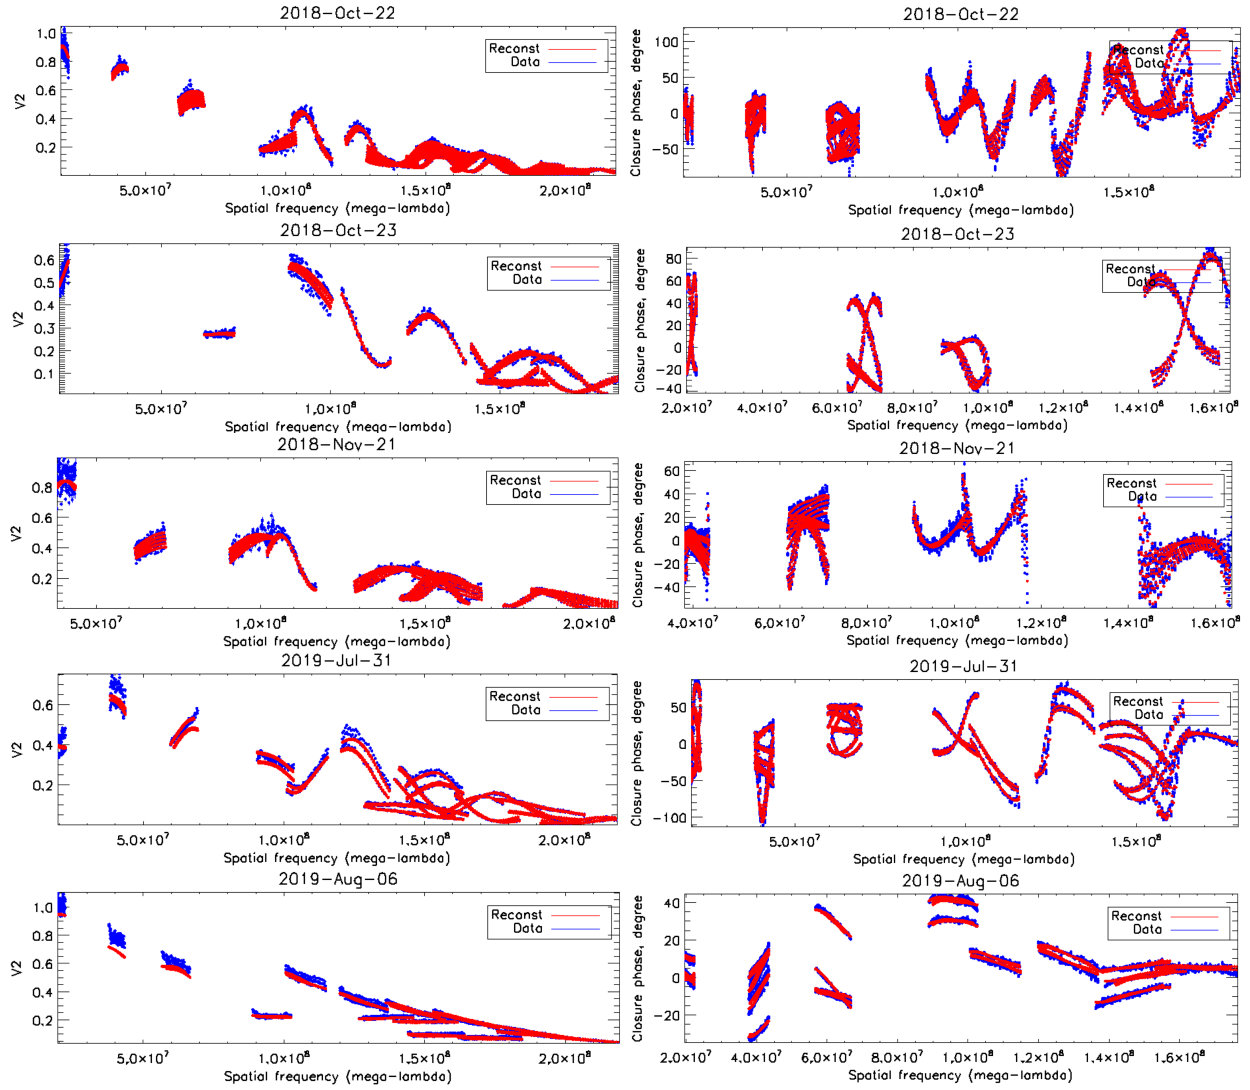 2018-Oct-22
V2
1.0
0.8
0.6
0.4
0.2
Reconst
Data
5.0×10⁷
1.0×10⁸
1.5×10⁸
2.0×10⁸
Spatial frequency (mega-lambda)
2018-Oct-22
Closure phase, degree
100
50
0
-50
Reconst
Data
5.0×10⁷
1.0×10⁸
1.5×10⁸
Spatial frequency (mega-lambda)
2018-Oct-23
V2
0.6
0.5
0.4
0.3
0.2
0.1
Reconst
Data
5.0×10⁷
1.0×10⁸
1.5×10⁸
Spatial frequency (mega-lambda)
2018-Oct-23
Closure phase, degree
80
60
40
20
0
-20
-40
Reconst
Data
2.0×10⁷
4.0×10⁷
6.0×10⁷
8.0×10⁷
1.0×10⁸
1.2×10⁸
1.4×10⁸
1.6×10⁸
Spatial frequency (mega-lambda)
2018-Nov-21
V2
0.8
0.6
0.4
0.2
Reconst
Data
5.0×10⁷
1.0×10⁸
1.5×10⁸
2.0×10⁸
Spatial frequency (mega-lambda)
2018-Nov-21
Closure phase, degree
60
40
20
0
-20
-40
Reconst
Data
4.0×10⁷
6.0×10⁷
8.0×10⁷
1.0×10⁸
1.2×10⁸
1.4×10⁸
1.6×10⁸
Spatial frequency (mega-lambda)
2019-Jul-31
V2
0.6
0.4
0.2
Reconst
Data
5.0×10⁷
1.0×10⁸
1.5×10⁸
2.0×10⁸
Spatial frequency (mega-lambda)
2019-Jul-31
Closure phase, degree
50
0
-50
-100
Reconst
Data
5.0×10⁷
1.0×10⁸
1.5×10⁸
Spatial frequency (mega-lambda)
2019-Aug-06
V2
1.0
0.8
0.6
0.4
0.2
Reconst
Data
5.0×10⁷
1.0×10⁸
1.5×10⁸
2.0×10⁸
Spatial frequency (mega-lambda)
2019-Aug-06
Closure phase, degree
40
20
0
-20
Reconst
Data
2.0×10⁷
4.0×10⁷
6.0×10⁷
8.0×10⁷
1.0×10⁸
1.2×10⁸
1.4×10⁸
1.6×10⁸
Spatial frequency (mega-lambda)